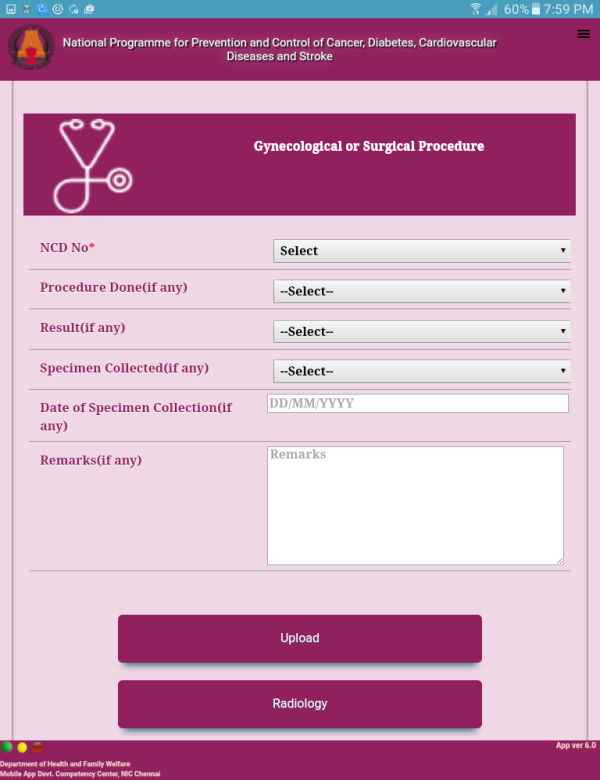 60% 7:59 PM
National Programme for Prevention and Control of Cancer, Diabetes, Cardiovascular
Diseases and Stroke
Gynecological or Surgical Procedure
NCD No*
Select
Procedure Done(if any)
--Select--
Result(if any)
--Select--
Specimen Collected(if any)
--Select--
Date of Specimen Collection(if
any)
DD/MM/YYYY
Remarks(if any)
Remarks
Upload
Radiology
App ver 6.0
Department of Health and Family Welfare
Mobile App Devt. Competency Center, NIC Chennai